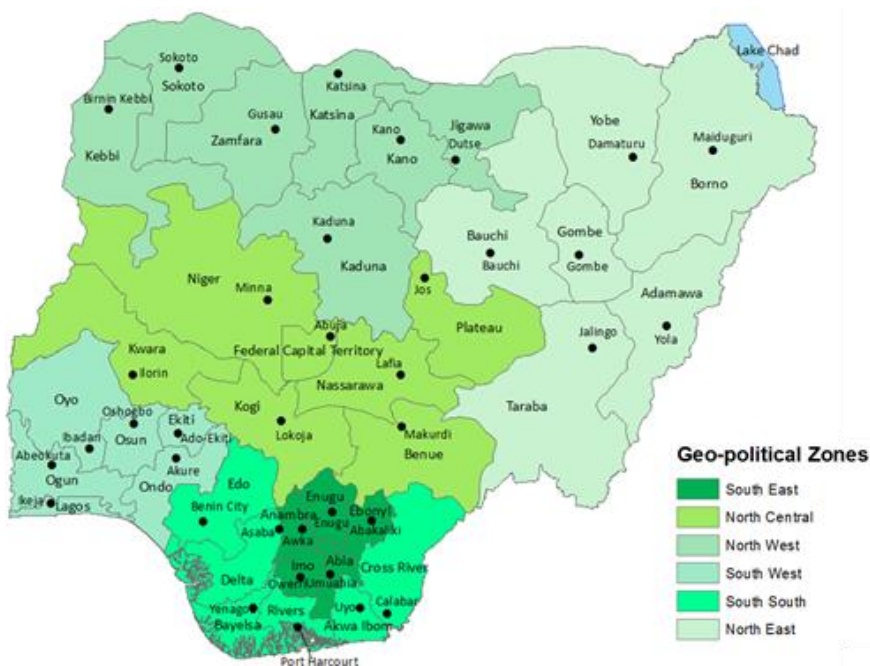 Lake Chad
Sokoto
Sokoto
Katsina
Katsina
Birnin Kebbi
Kebbi
Gusau
Zamfara
Kano
Kano
Jigawa
Dutse
Yobe
Damaturu
Maiduguri
Borno
Kaduna
Kaduna
Bauchi
Bauchi
Gombe
Gombe
Adamawa
Yola
Niger
Minna
Jos
Plateau
Jalingo
Taraba
Abuja
Federal Capital Territory
Kwara
Ilorin
Lafia
Nassarawa
Kogi
Lokoja
Makurdi
Benue
Oyo
Oshogbo
Osun
Ekiti
Ado-Ekiti
Ibadan
Abeokuta
Ogun
Akure
Ondo
Ikeja
Lagos
Edo
Benin City
Enugu
Enugu
Anambra
Awka
Asaba
Ebonyi
Abakaliki
Imo
Owerri
Abia
Umuahia
Cross River
Calabar
Delta
Yenagoa
Bayelsa
Rivers
Uyo
Akwa Ibom
Port Harcourt
Geo-political Zones
South East
North Central
North West
South West
South South
North East